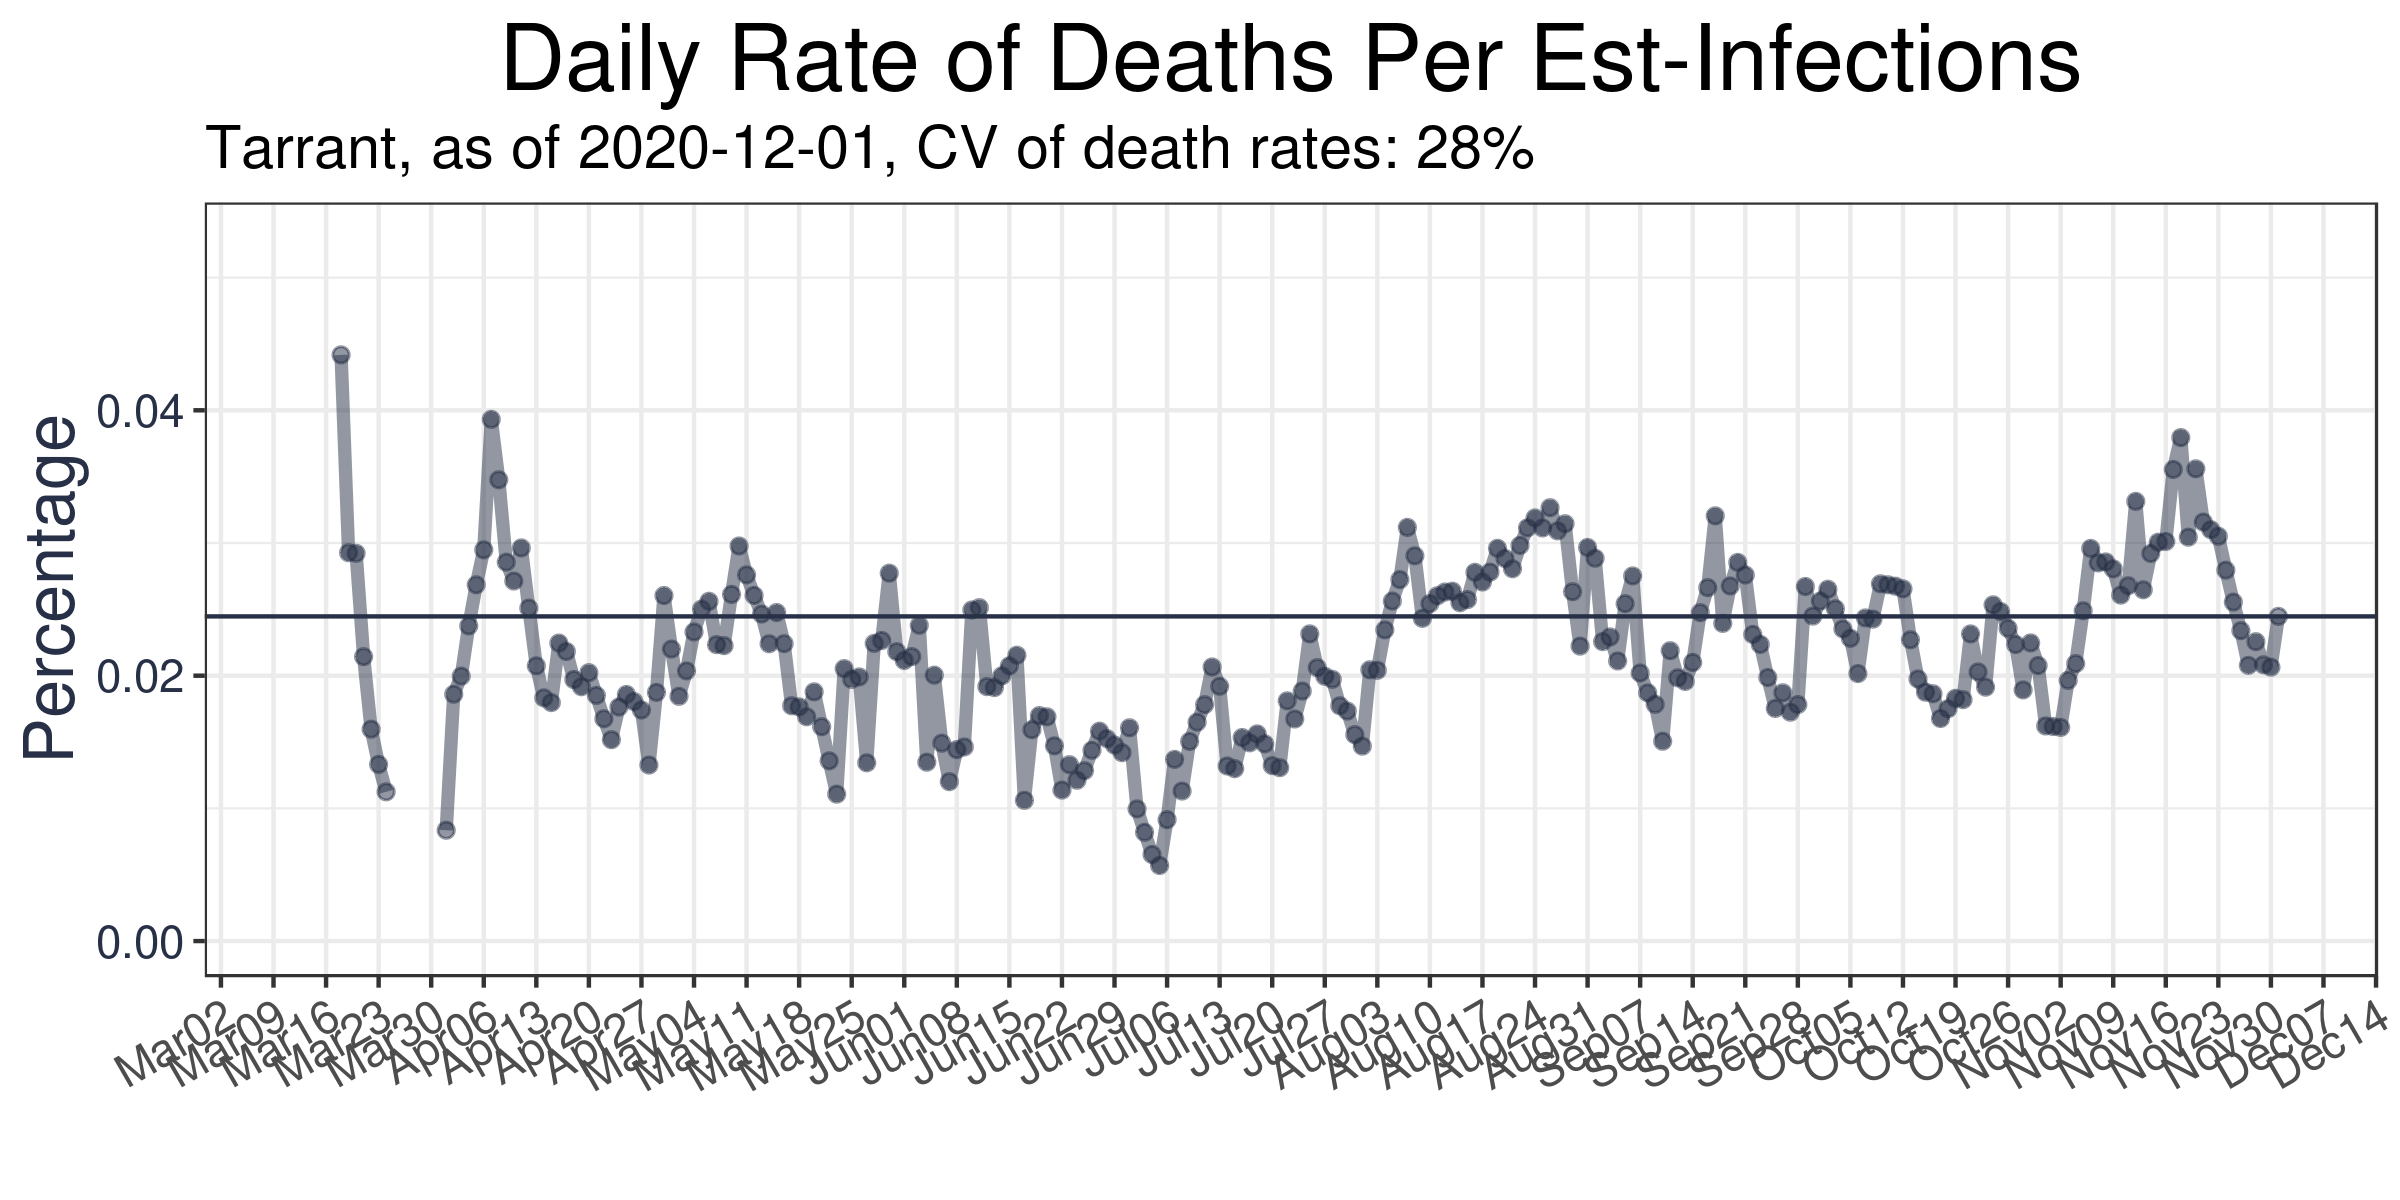 Daily Rate of Deaths Per Est-Infections
Tarrant, as of 2020-12-01, CV of death rates: 28%
Percentage
0.04
0.02
0.00
Mar02
Mar09
Mar16
Mar23
Mar30
Apr06
Apr13
Apr20
Apr27
May04
May11
May18
May25
Jun01
Jun08
Jun15
Jun22
Jun29
Jul06
Jul13
Jul20
Jul27
Aug03
Aug10
Aug17
Aug24
Aug31
Sep07
Sep14
Sep21
Sep28
Oct05
Oct12
Oct19
Oct26
Nov02
Nov09
Nov16
Nov23
Nov30
Dec07
Dec14